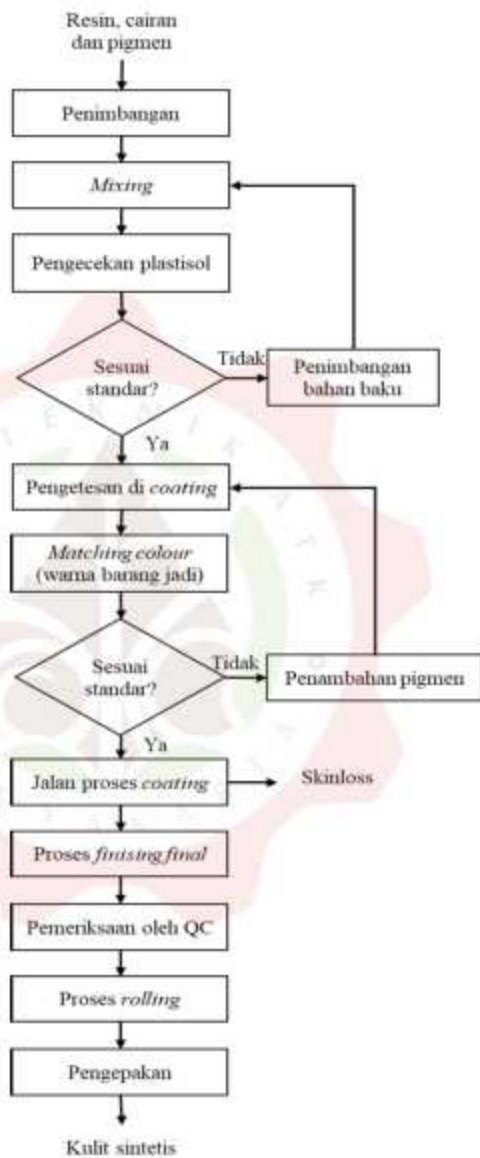 Resin, cairan
dan pigmen
Penimbangan
Mixing
Pengecekan plastisol
Sesuai
standar?
Tidak
Penimbangan
bahan baku
Ya
Pengetesan di coating
Matching colour
(warna barang jadi)
Sesuai
standar?
Tidak
Penambahan pigmen
Ya
Jalan proses coating
Skinloss
Proses finising final
Pemeriksaan oleh QC
Proses rolling
Pengepakan
Kulit sintetis